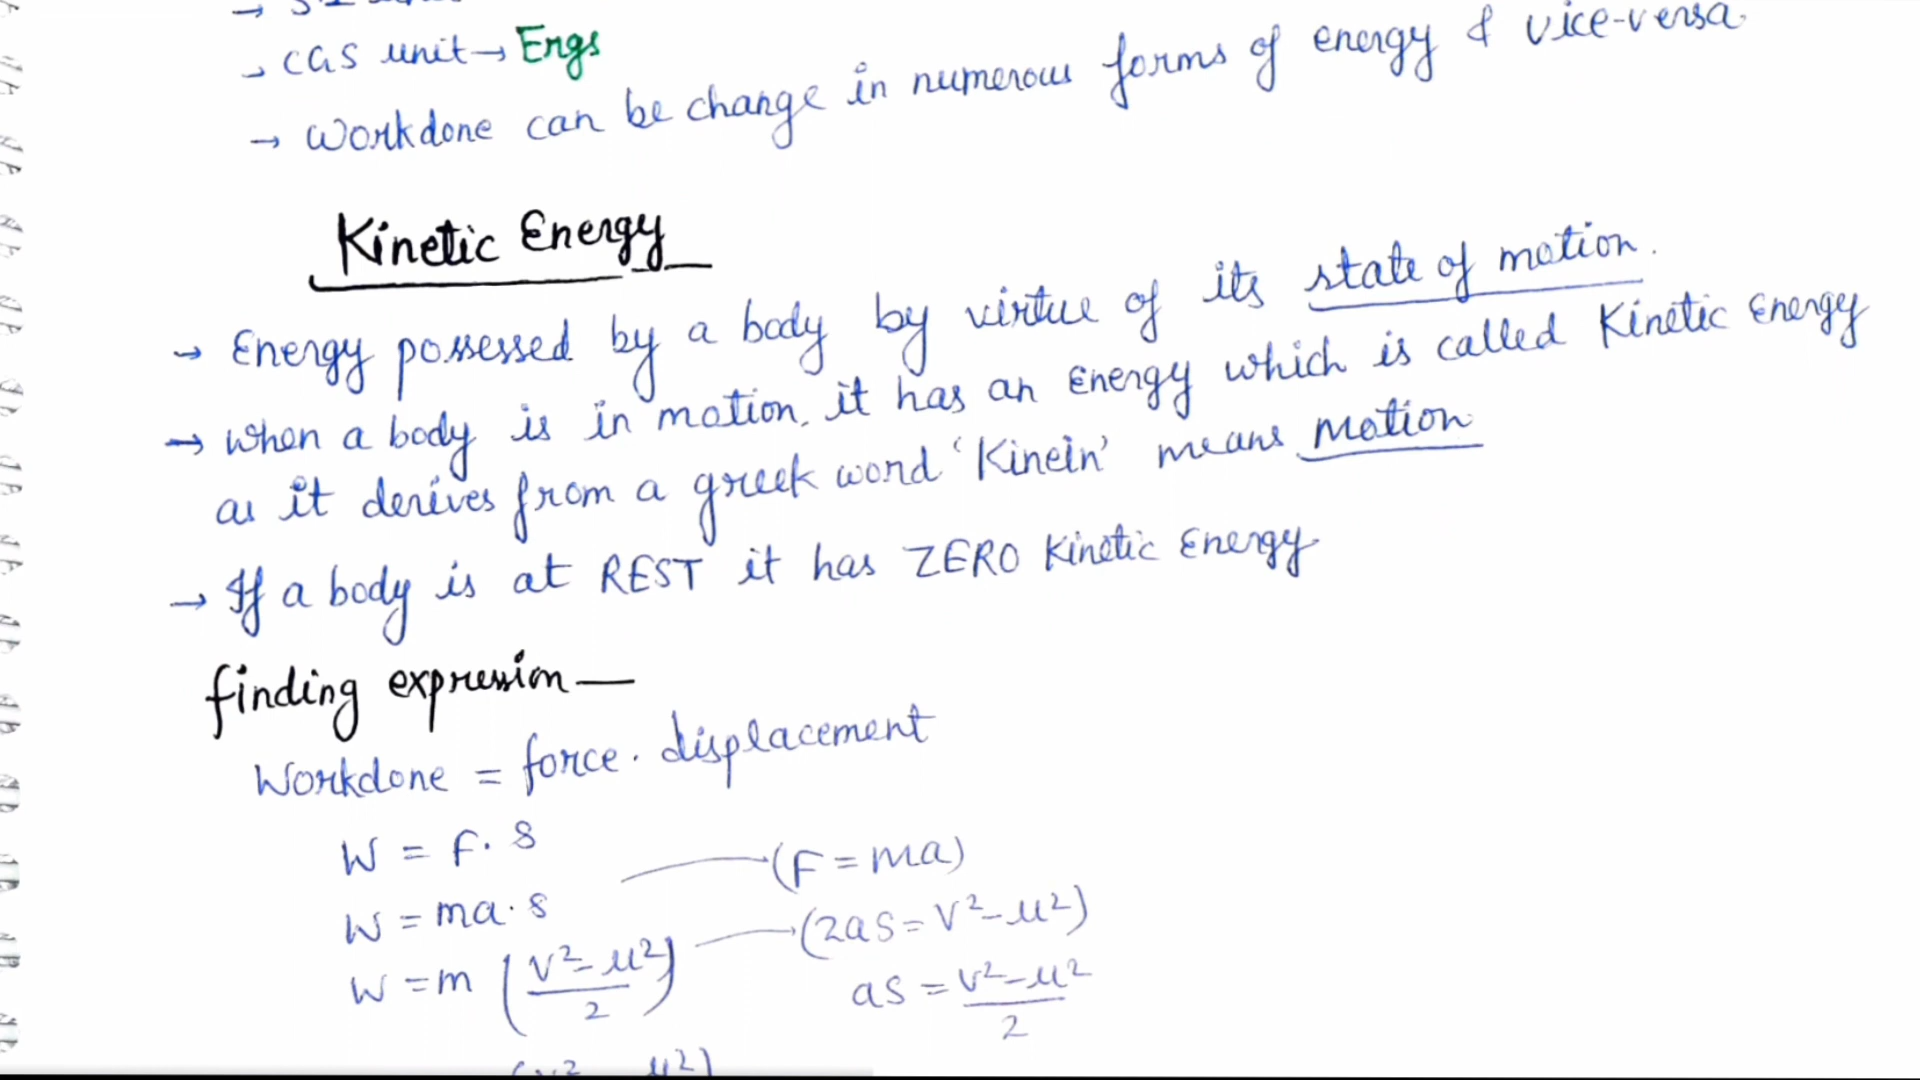 → CGS unit → Ergs
→ Workdone can be change in numerous forms of energy & vice-versa.
Kinetic Energy
→ Energy possessed by a body by virtue of its state of motion.
→ when a body is in motion, it has an Energy which is called Kinetic Energy
as it derives from a greek word ‘Kinein’ means motion
→ If a body is at REST it has ZERO Kinetic Energy
finding expression—
Workdone = force . displacement
W = F. s
W = ma. s (F = ma)
W = m (v² - u² / 2) (2as = v² - u²)
as = v² - u² / 2